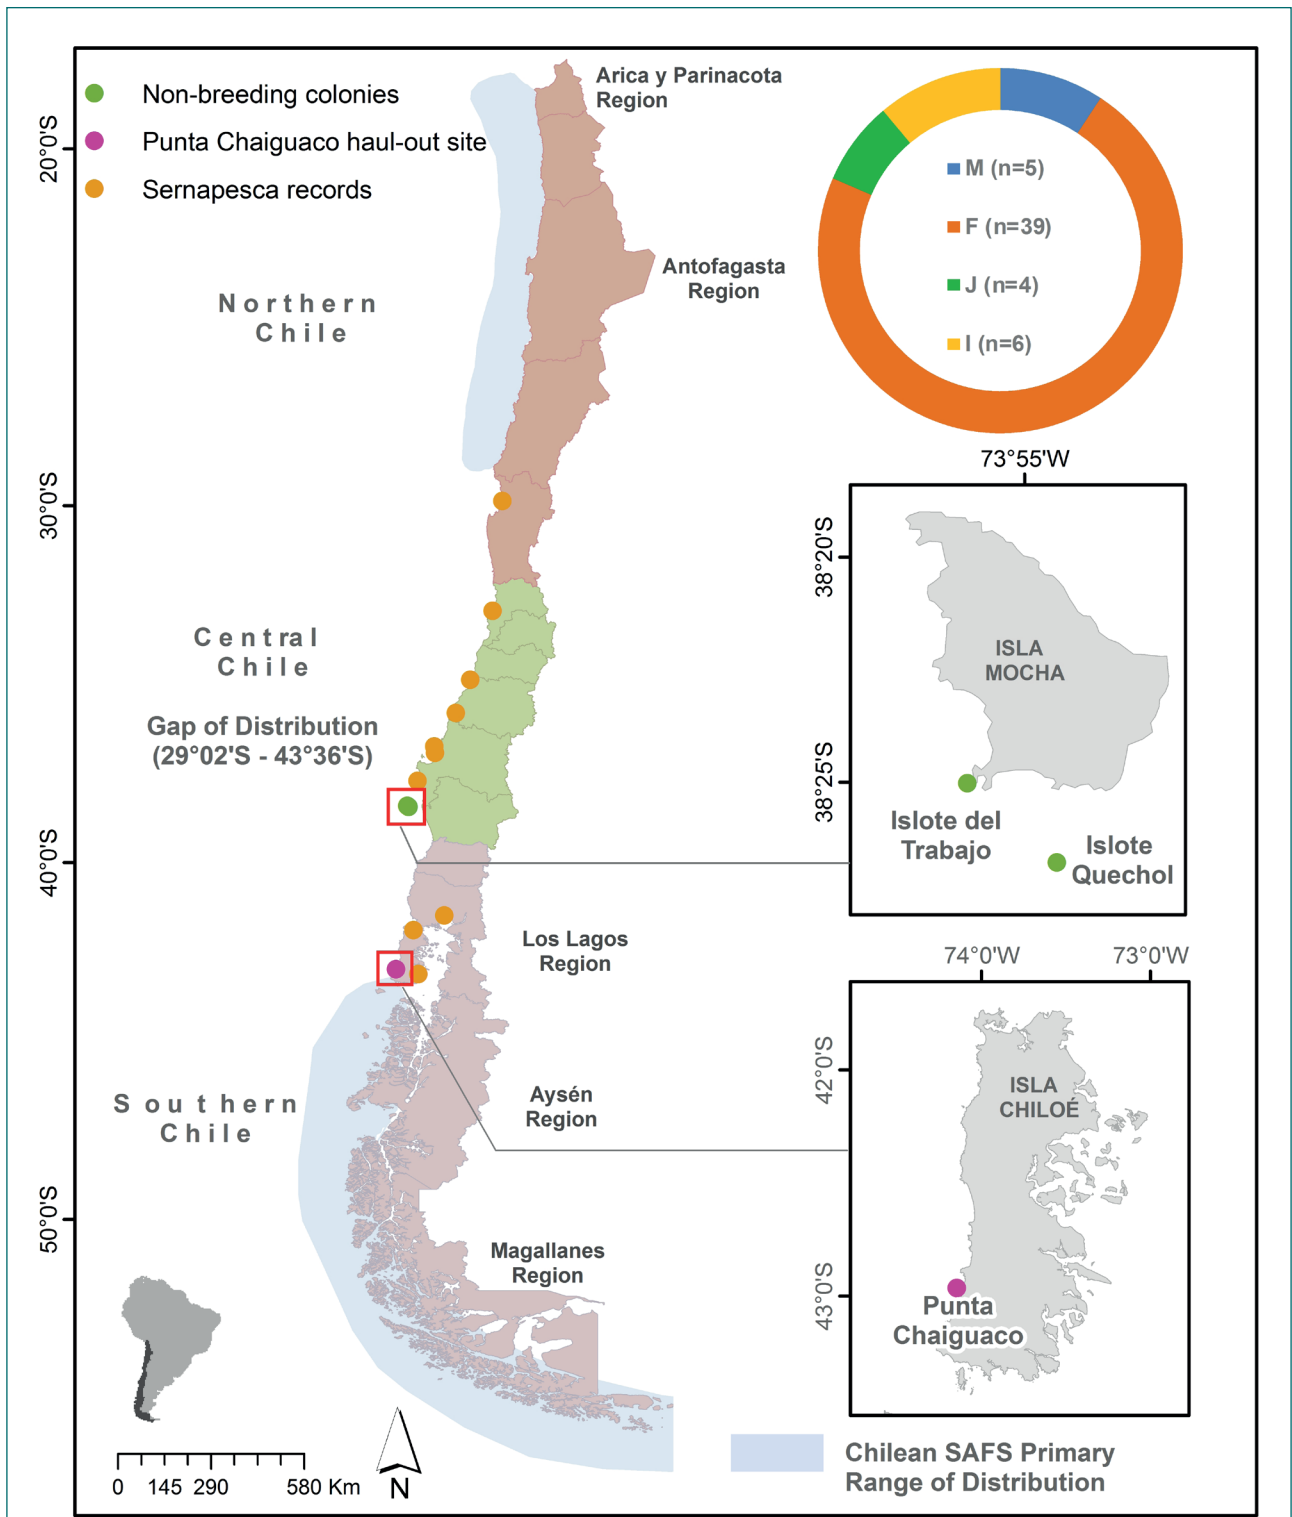 Non-breeding colonies
Punta Chaiguaco haul-out site
Sernapesca records
Arica y Parinacota
Region
Antofagasta
Region
Northern
Chile
Central
Chile
Gap of Distribution
(29°02'S - 43°36'S)
Los Lagos
Region
Aysén
Region
Southern
Chile
Magallanes
Region
20°0'S
30°0'S
40°0'S
50°0'S
M (n=5)
F (n=39)
J (n=4)
I (n=6)
73°55'W
38°20'S
38°25'S
ISLA
MOCHA
Islote del
Trabajo
Islote
Quechol
74°0'W
73°0'W
42°0'S
43°0'S
ISLA
CHILOÉ
Punta
Chaiguaco
0 145 290 580 Km
N
Chilean SAFS Primary
Range of Distribution